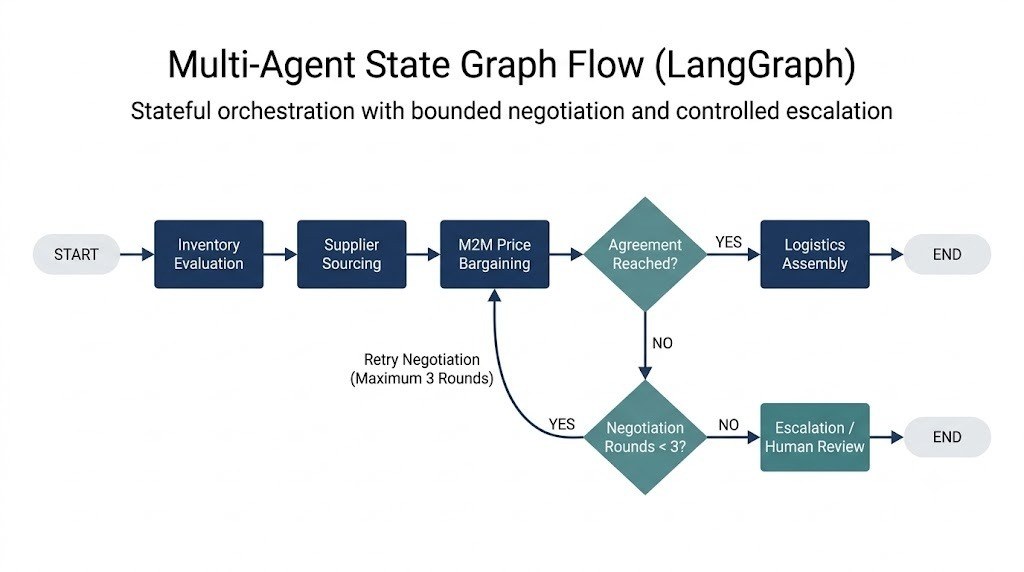 Multi-Agent State Graph Flow (LangGraph)
Stateful orchestration with bounded negotiation and controlled escalation
START
Inventory
Evaluation
Supplier
Sourcing
M2M Price
Bargaining
Agreement
Reached?
YES
Logistics
Assembly
END
NO
Retry Negotiation
(Maximum 3 Rounds)
YES
Negotiation
Rounds < 3?
NO
Escalation /
Human Review
END